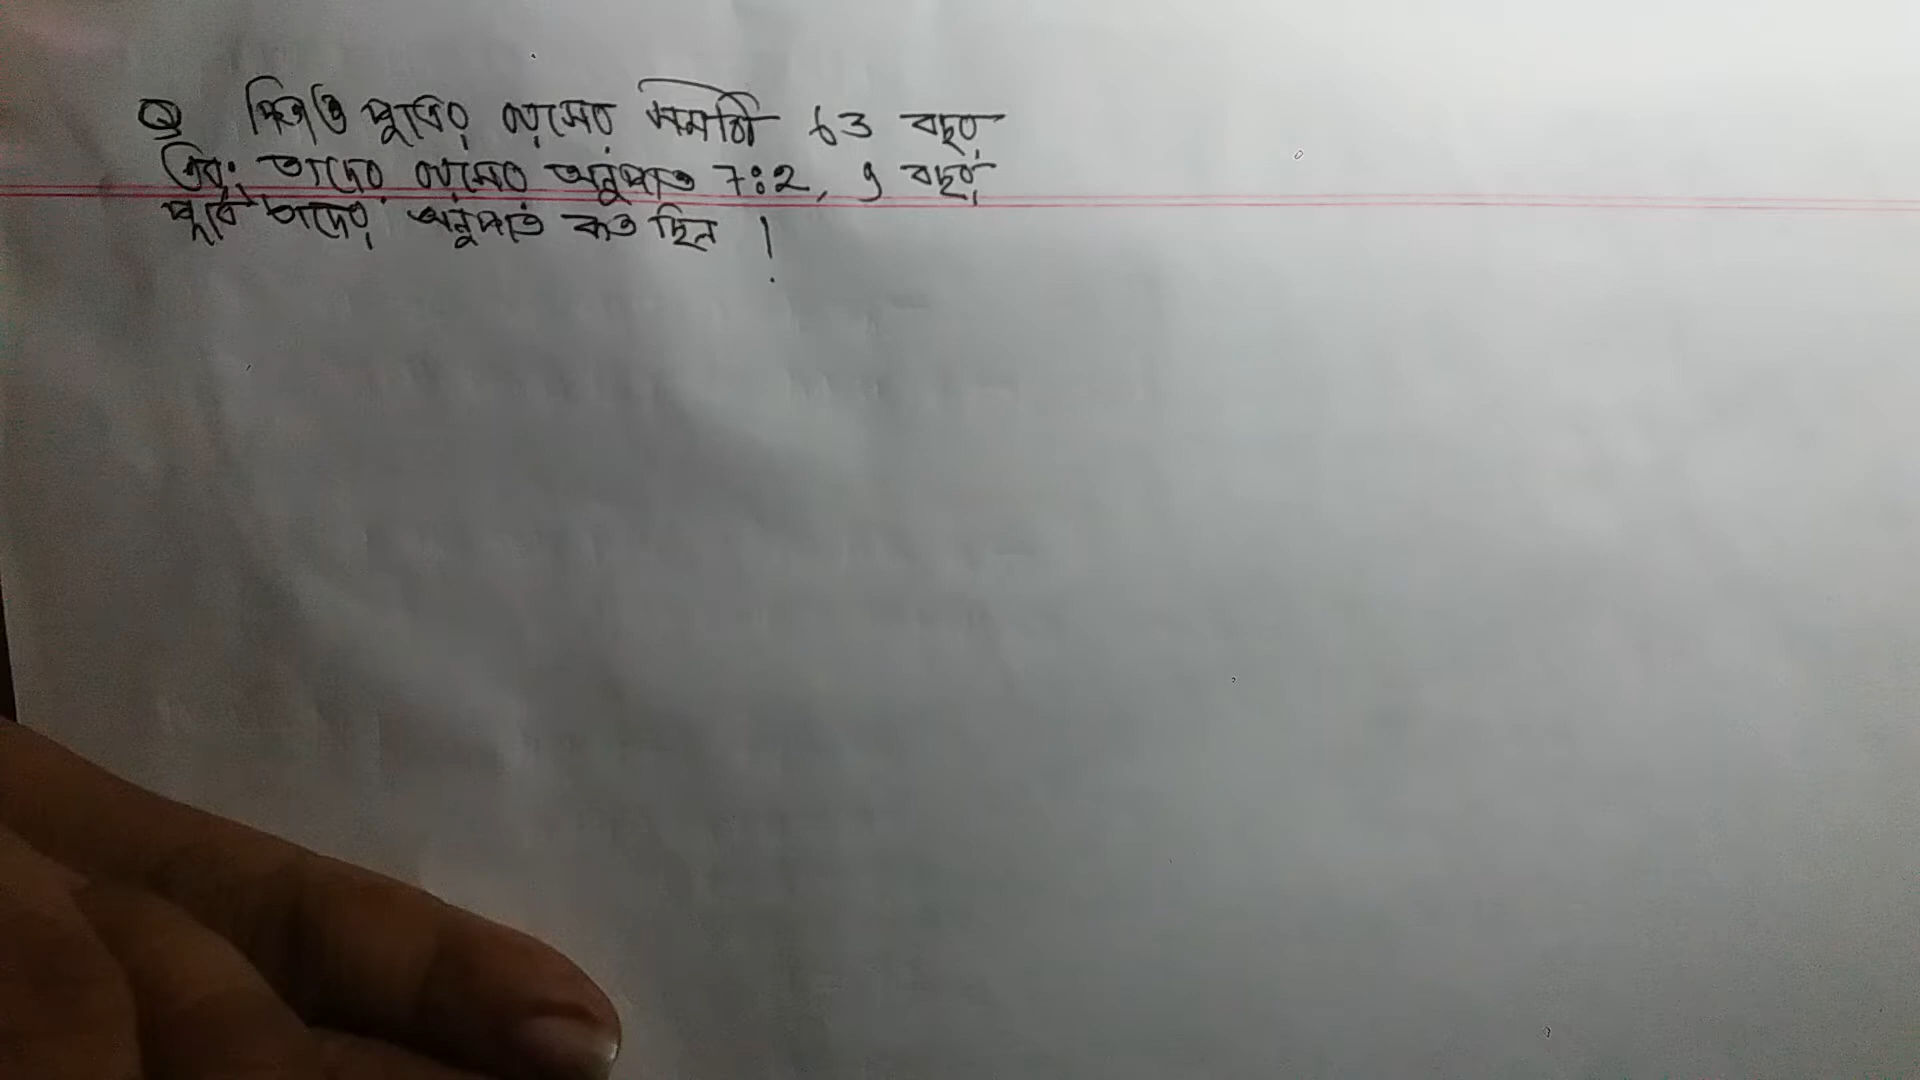 Q পিতা ও পুত্রের বয়সের সমষ্টি 63 বছর
এবং তাদের বয়সের অনুপাত 7:2, 9 বছর
পূর্বে তাদের অনুপাত কত ছিল ?